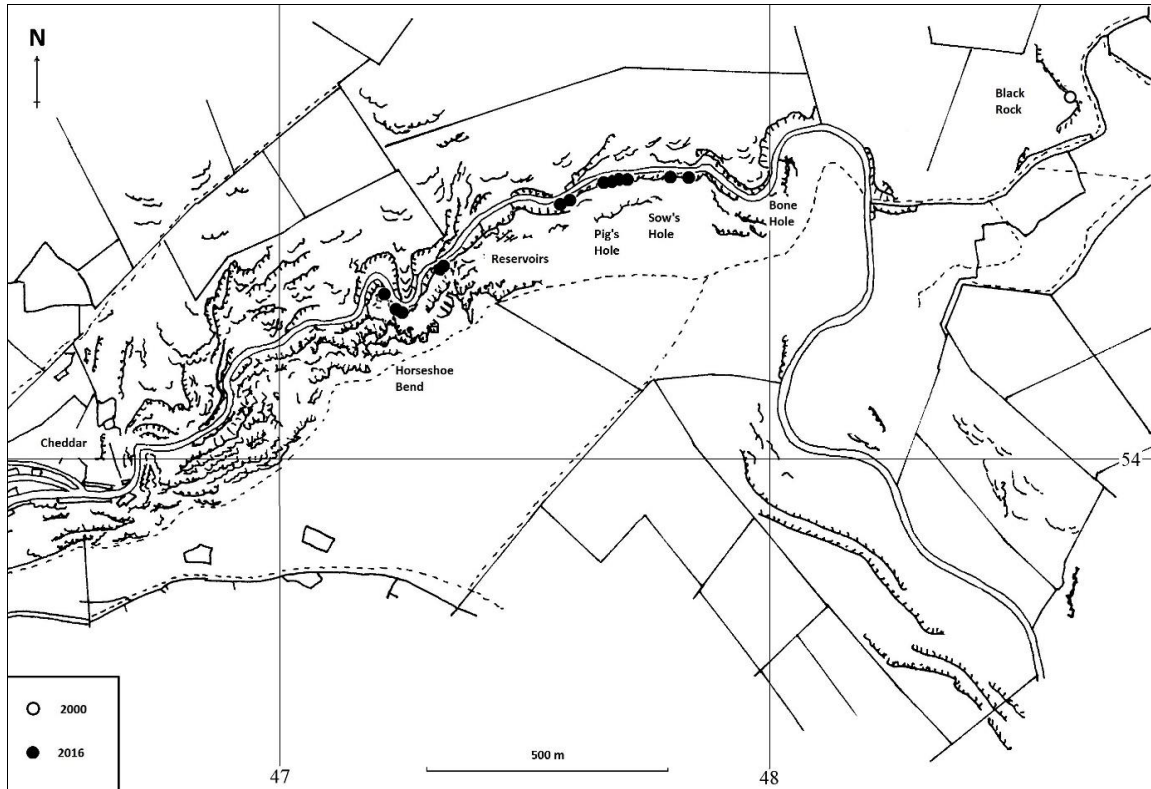 N
Black
Rock
Bone
Hole
Sow's
Hole
Pig's
Hole
Reservoirs
Horseshoe
Bend
Cheddar
54
2000
2016
500 m
47
48